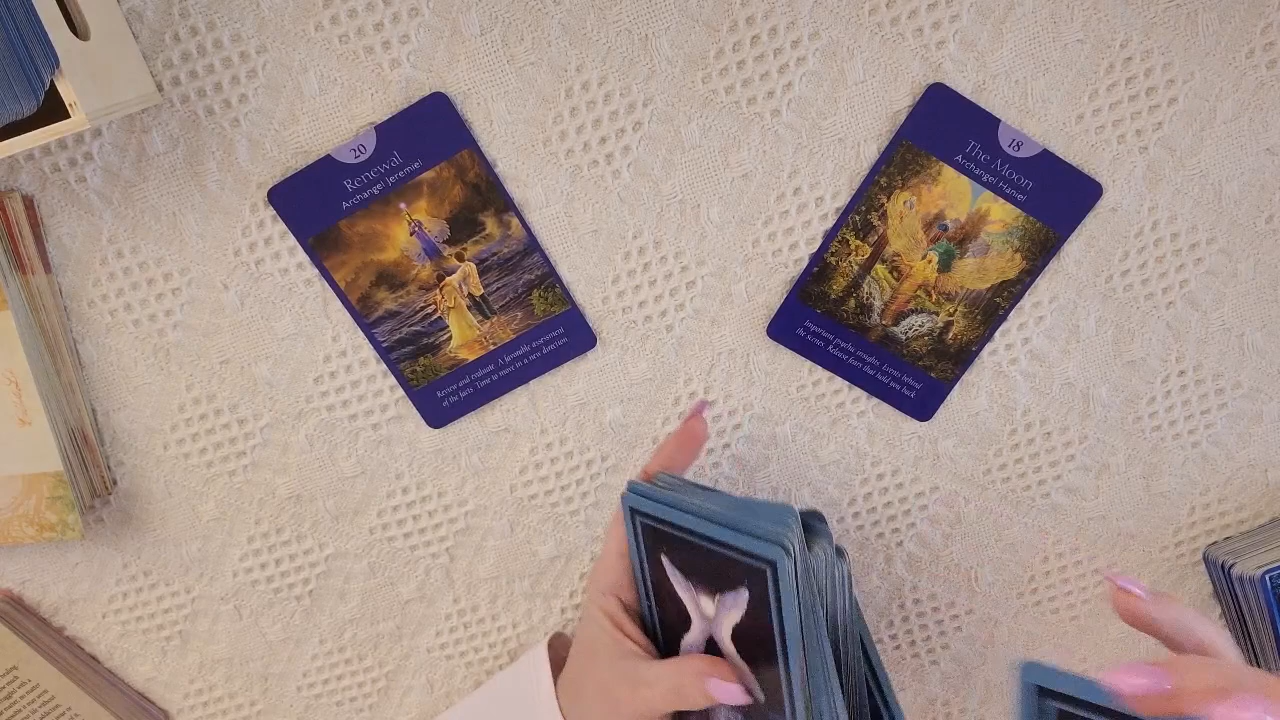 20
Renewal
Archangel Jeremiel
Review and evaluate. A favorable assessment
of the facts. Time to move in a new direction
18
The Moon
Archangel Haniel
Important psychic insights. Events behind
the scenes. Release fears that hold you back